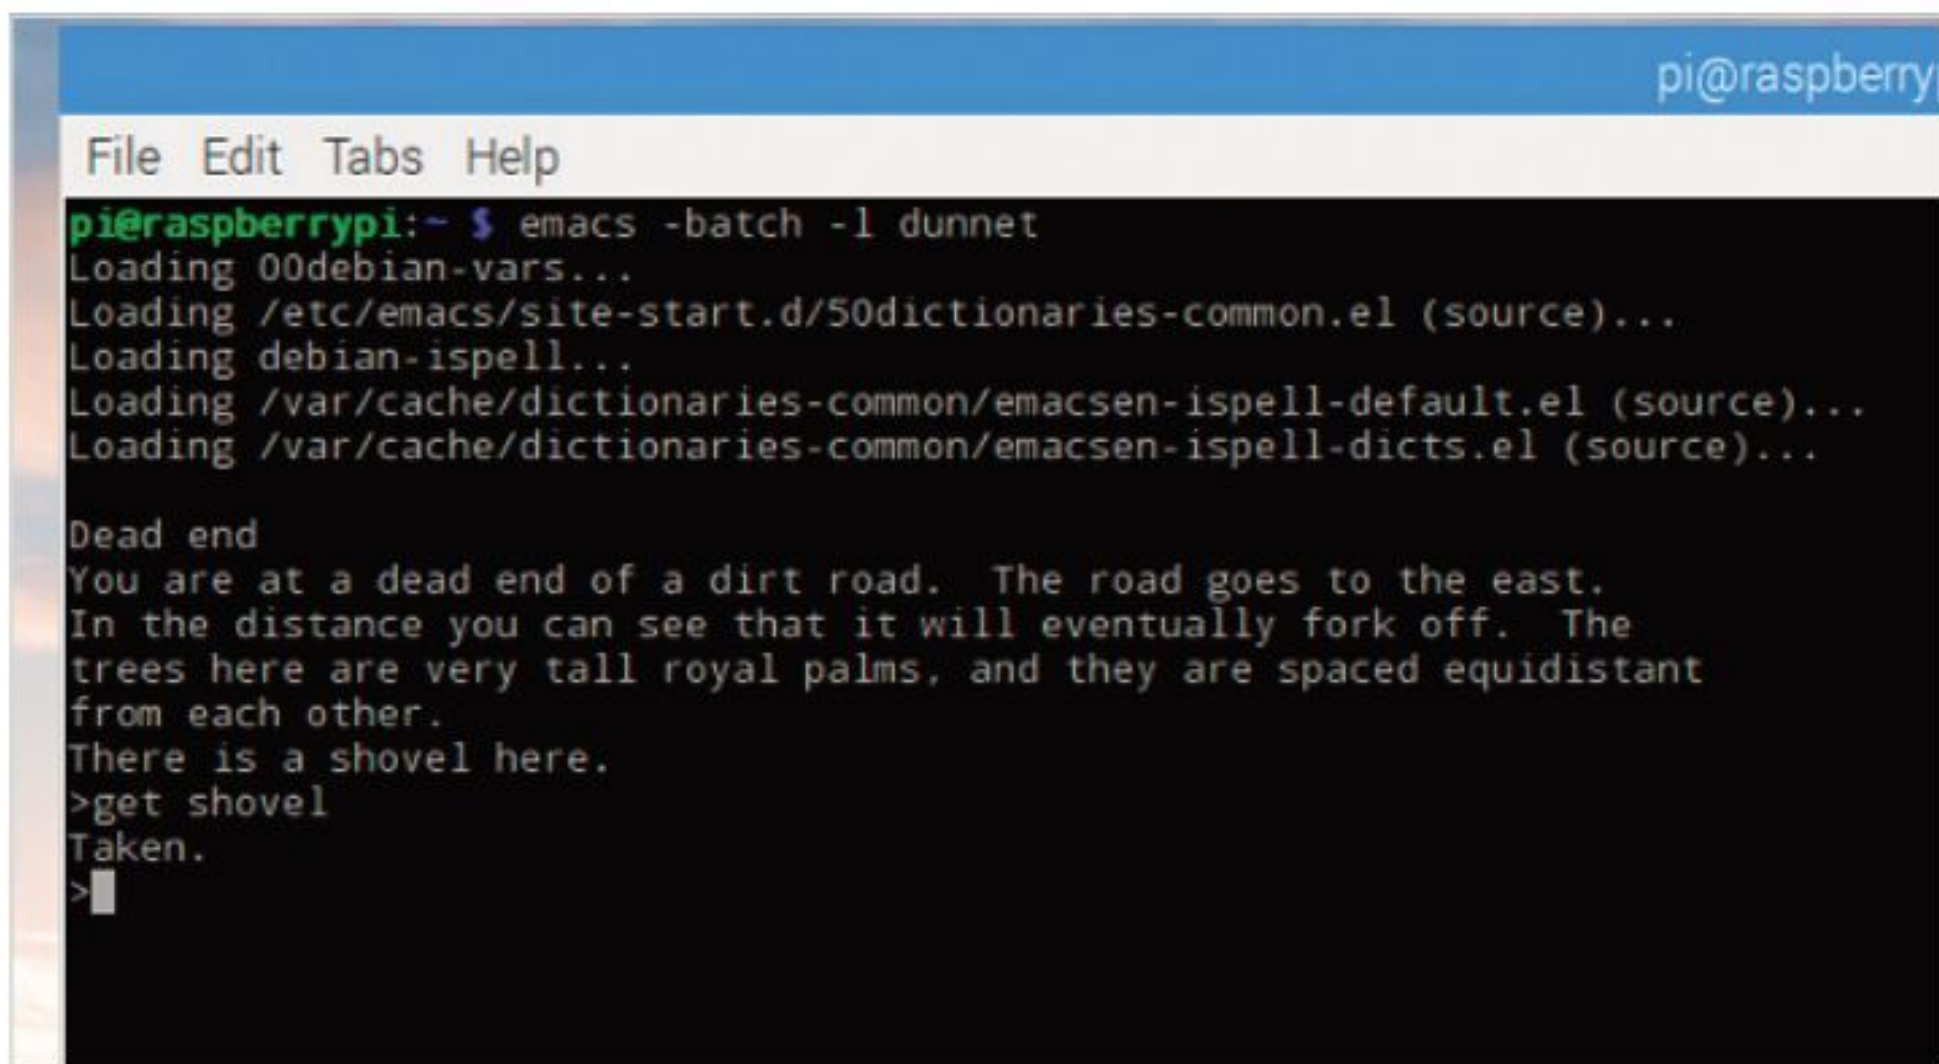 pi@raspberry
File Edit Tabs Help
pi@raspberrypi:~ $ emacs -batch -l dunnet
Loading 00debian-vars...
Loading /etc/emacs/site-start.d/50dictionaries-common.el (source)...
Loading debian-ispell...
Loading /var/cache/dictionaries-common/emacsen-ispell-default.el (source)...
Loading /var/cache/dictionaries-common/emacsen-ispell-dicts.el (source)...
Dead end
You are at a dead end of a dirt road.  The road goes to the east.
In the distance you can see that it will eventually fork off.  The
trees here are very tall royal palms, and they are spaced equidistant
from each other.
There is a shovel here.
>get shovel
Taken.
>